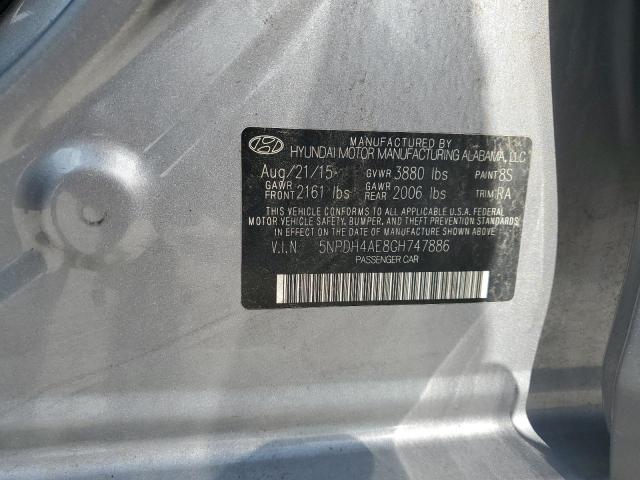 MANUFACTURED BY
HYUNDAI MOTOR MANUFACTURING ALABAMA, LLC
Aug/21/15 GVWR 3880 lbs PAINT 8S
GAWR FRONT 2161 lbs GAWR REAR 2006 lbs TRIM RA
THIS VEHICLE CONFORMS TO ALL APPLICABLE U.S.A. FEDERAL
MOTOR VEHICLE SAFETY, BUMPER, AND THEFT PREVENTION
STANDARDS IN EFFECT ON THE DATE OF MANUFACTURE
SHOWN ABOVE.
V.I.N 5NPDH4AE8GH747886
PASSENGER CAR